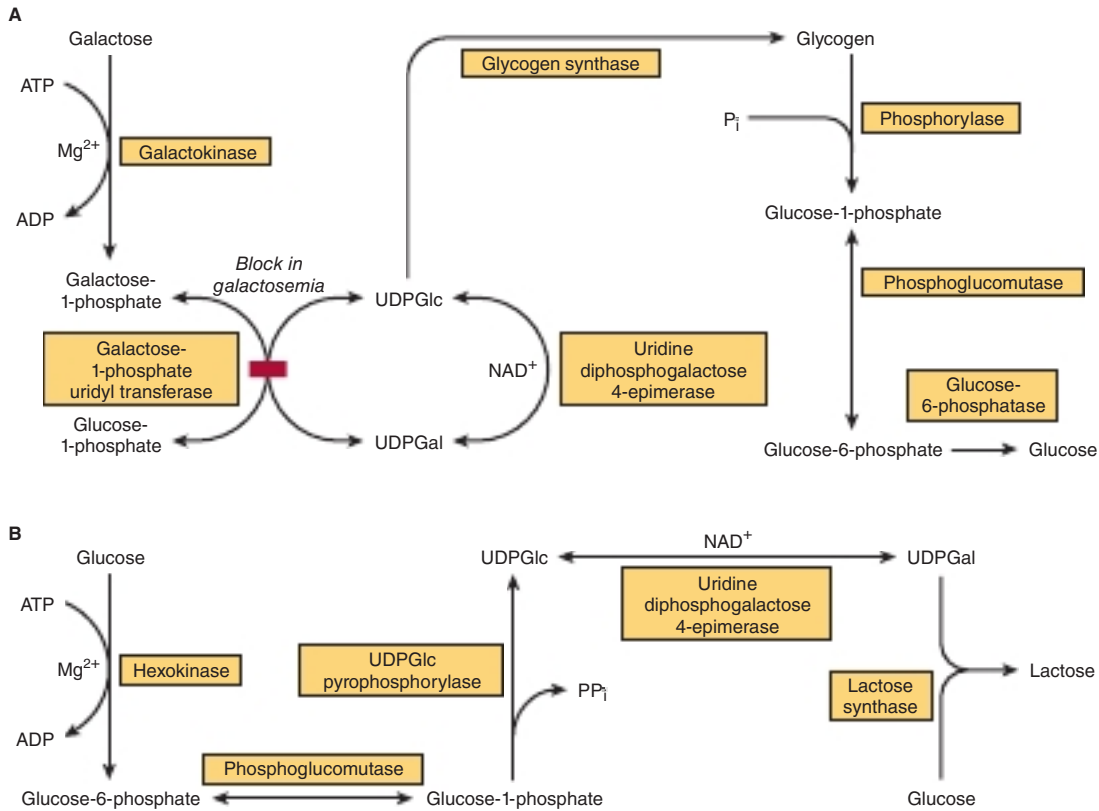 A
Galactose
Glycogen
Glycogen synthase
ATP
Mg2+
Galactokinase
Pi
Phosphorylase
ADP
Glucose-1-phosphate
Galactose-
1-phosphate
Block in
galactosemia
UDPGlc
Phosphoglucomutase
Galactose-
1-phosphate
uridyl transferase
NAD+
Uridine
diphosphogalactose
4-epimerase
Glucose-
6-phosphatase
Glucose-
1-phosphate
UDPGal
Glucose-6-phosphate
Glucose
B
Glucose
UDPGlc
NAD+
UDPGal
Uridine
diphosphogalactose
4-epimerase
ATP
Mg2+
Hexokinase
UDPGlc
pyrophosphorylase
PPi
Lactose
Lactose
synthase
ADP
Phosphoglucomutase
Glucose-6-phosphate
Glucose-1-phosphate
Glucose